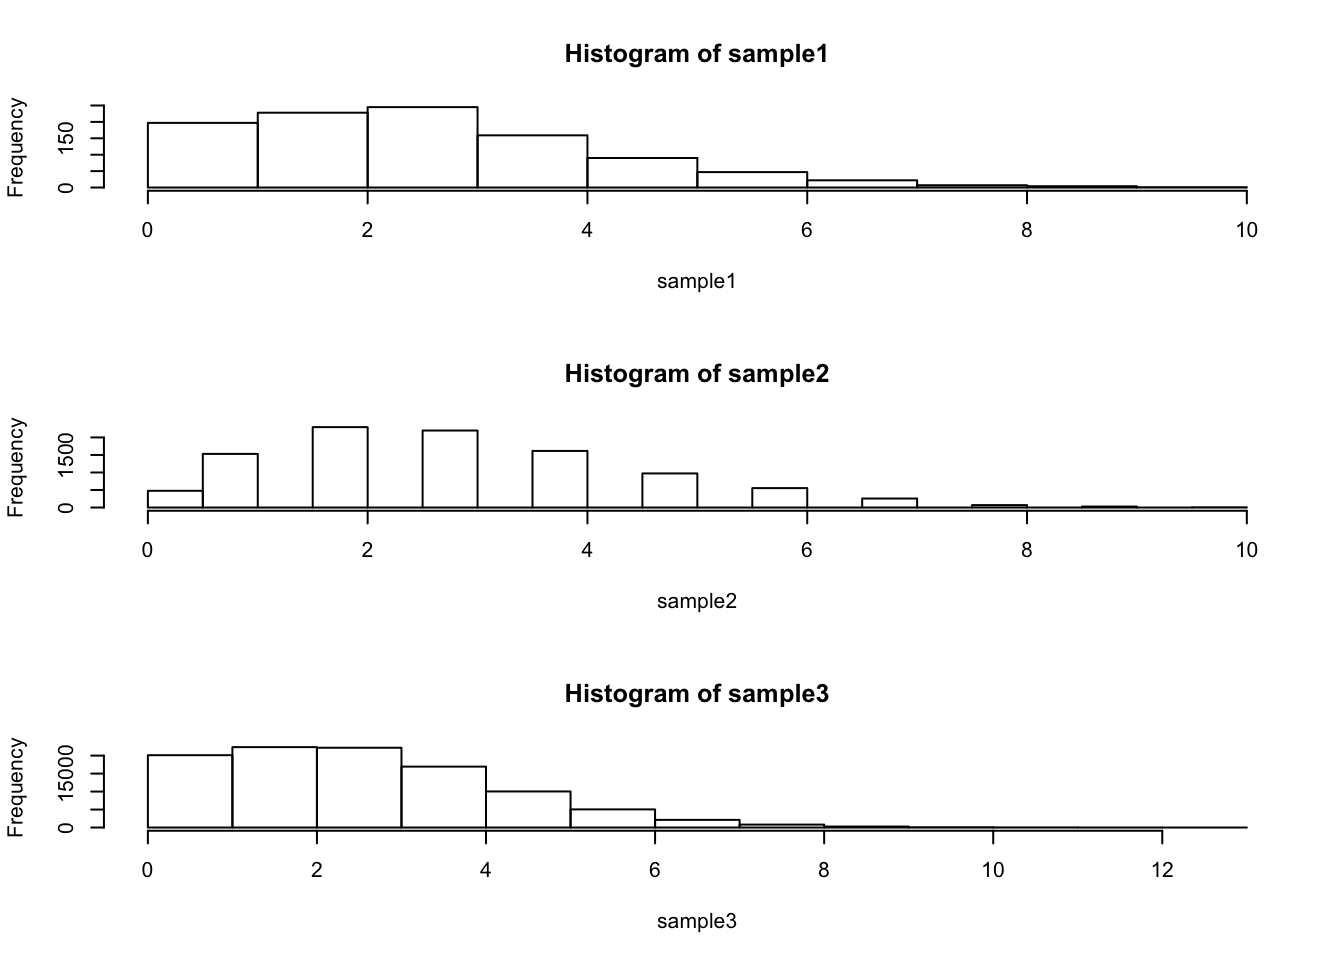 Histogram of sample1
Frequency
150
0
0 2 4 6 8 10
sample1
Histogram of sample2
Frequency
1500
0
0 2 4 6 8 10
sample2
Histogram of sample3
Frequency
15000
0
0 2 4 6 8 10 12
sample3